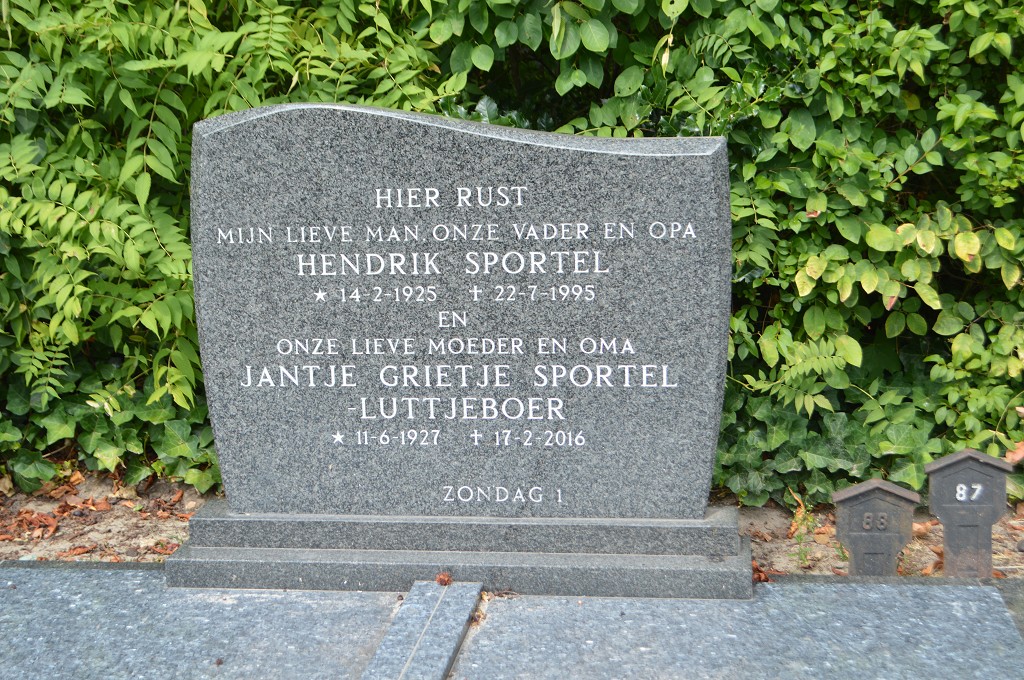 HIER RUST
MIJN LIEVE MAN, ONZE VADER EN OPA
HENDRIK SPORTEL
★ 14-2-1925 ✝ 22-7-1995
EN
ONZE LIEVE MOEDER EN OMA
JANTJE GRIETJE SPORTEL
-LUTTJEBOER
★ 11-6-1927 ✝ 17-2-2016
ZONDAG 1
88
87